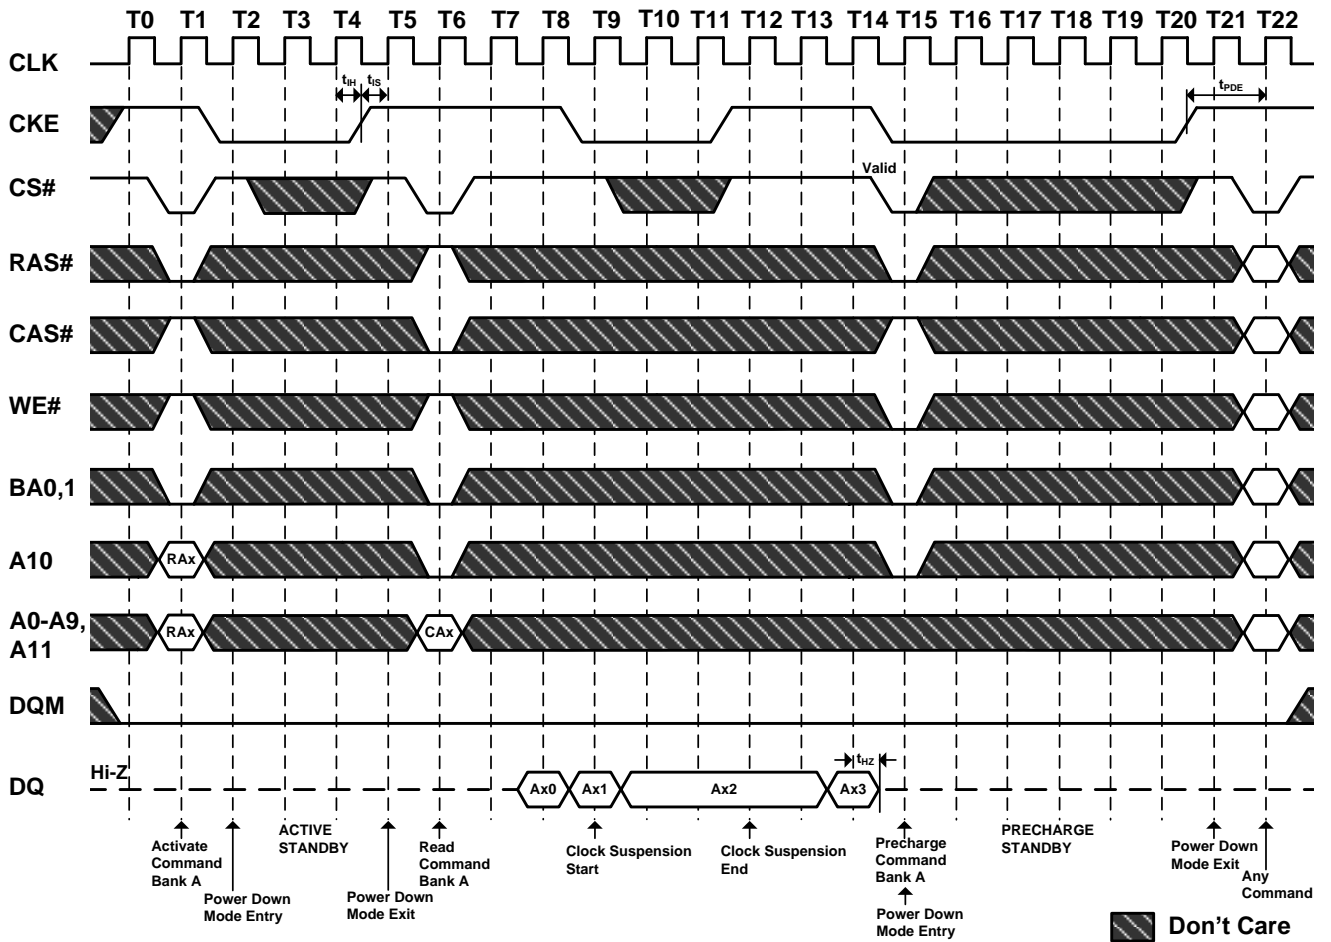 T0 T1 T2 T3 T4 T5 T6 T7 T8 T9 T10 T11 T12 T13 T14 T15 T16 T17 T18 T19 T20 T21 T22
CLK
tIH tIS
tPDE
CKE
Valid
CS#
RAS#
CAS#
WE#
BA0,1
A10
RAx
A0-A9,
A11
RAx
CAx
DQM
Hi-Z
DQ
Ax0
Ax1
Ax2
Ax3
tHZ
Activate
Command
Bank A
Power Down
Mode Entry
ACTIVE
STANDBY
Power Down
Mode Exit
Read
Command
Bank A
Clock Suspension
Start
Clock Suspension
End
Precharge
Command
Bank A
Power Down
Mode Entry
PRECHARGE
STANDBY
Power Down
Mode Exit
Any
Command
Don't Care